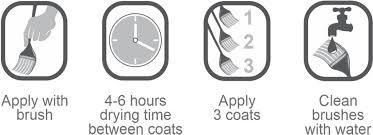 1
2
3
Apply with
brush
4-6 hours
drying time
between coats
Apply
3 coats
Clean
brushes
with water